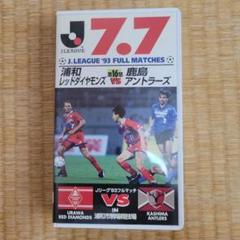 J.LEAGUE
7.7
J.LEAGUE '93 FULL MATCHES
浦和
レッドダイヤモンズ
第16節
VS
鹿島
アントラーズ
Jリーグ'93フルマッチ
VS
IN
URAWA
RED DIAMONDS
KASHIMA
ANTLERS